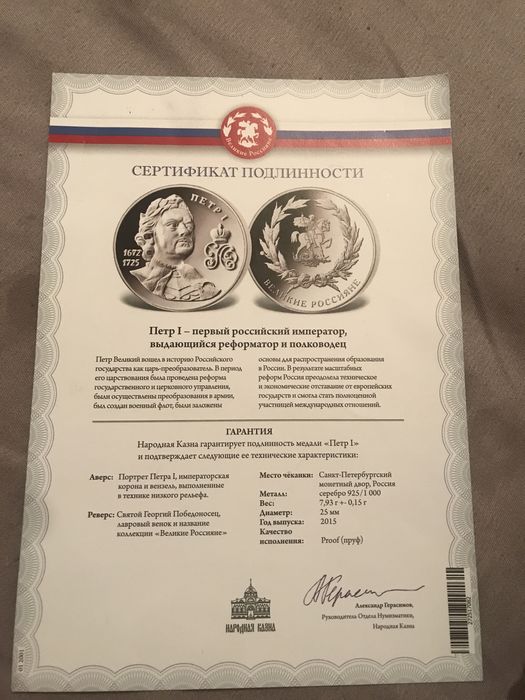 Великие Россияне
СЕРТИФИКАТ ПОДЛИННОСТИ
ПЕТР I
1672
1725
ВЕЛИКИЕ РОССИЯНЕ
Петр I – первый российский император,
выдающийся реформатор и полководец
Петр Великий вошел в историю Российского
государства как царь-преобразователь. В период
его царствования была проведена реформа
государственного и церковного управления,
были осуществлены преобразования в армии,
был создан военный флот, были заложены
основы для распространения образования
в России. В результате масштабных
реформ Россия преодолела техническое
и экономические отставание от европейских
государств и смогла стать полноценной
участницей международных отношений.
ГАРАНТИЯ
Народная Казна гарантирует подлинность медали «Петр I»
и подтверждает следующие ее технические характеристики:
Аверс: Портрет Петра I, императорская
корона и вензель, выполненные
в технике низкого рельефа.
Реверс: Святой Георгий Победоносец,
лавровый венок и название
коллекции «Великие Россияне»
Место чеканки: Санкт-Петербургский
монетный двор, Россия
Металл: серебро 925/1 000
Вес: 7,93 г +- 0,15 г
Диаметр: 25 мм
Год выпуска: 2015
Качество
исполнения: Proof (пруф)
НАРОДНАЯ КАЗНА
Александр Герасимов,
Руководитель Отдела Нумизматики,
Народная Казна